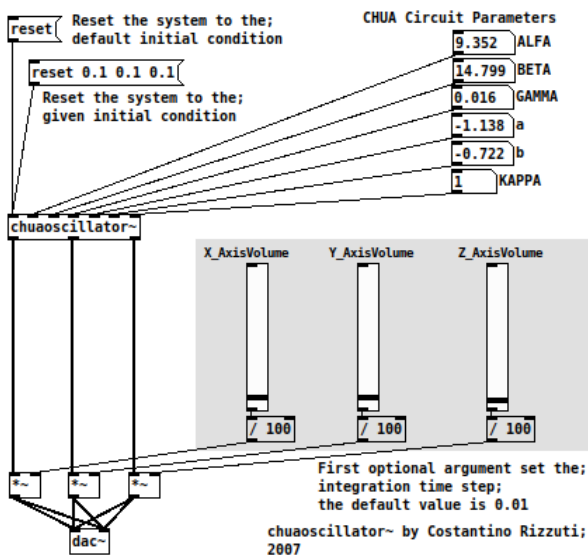 CHUA Circuit Parameters
reset
Reset the system to the;
default initial condition
9.352 ALFA
reset 0.1 0.1 0.1
14.799 BETA
Reset the system to the;
given initial condition
0.016 GAMMA
-1.138 a
-0.722 b
1 KAPPA
chuaoscillator~
X_AxisVolume Y_AxisVolume Z_AxisVolume
/ 100 / 100 / 100
*~ *~ *~
First optional argument set the;
integration time step;
the default value is 0.01
dac~
chuaoscillator~ by Costantino Rizzuti;
2007